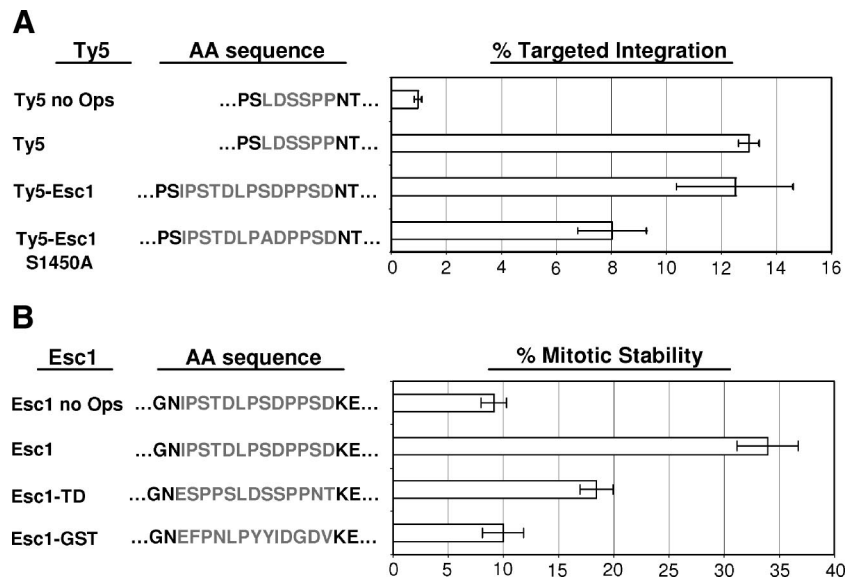 A
Ty5 AA sequence % Targeted Integration
Ty5 no Ops ...PSLDSSPPNT...
Ty5 ...PSLDSSPPNT...
Ty5-Esc1 ...PSIPSTDLPSDPPSDNT...
Ty5-Esc1 ...PSIPSTDLPADPPSDNT...
S1450A
0 2 4 6 8 10 12 14 16
B
Esc1 AA sequence % Mitotic Stability
Esc1 no Ops ...GNIPSTDLPSDPPSDKE...
Esc1 ...GNIPSTDLPSDPPSDKE...
Esc1-TD ...GNESPPSLDSSPPNTKE...
Esc1-GST ...GNEFPNLPYYIDGDVKE...
0 5 10 15 20 25 30 35 40